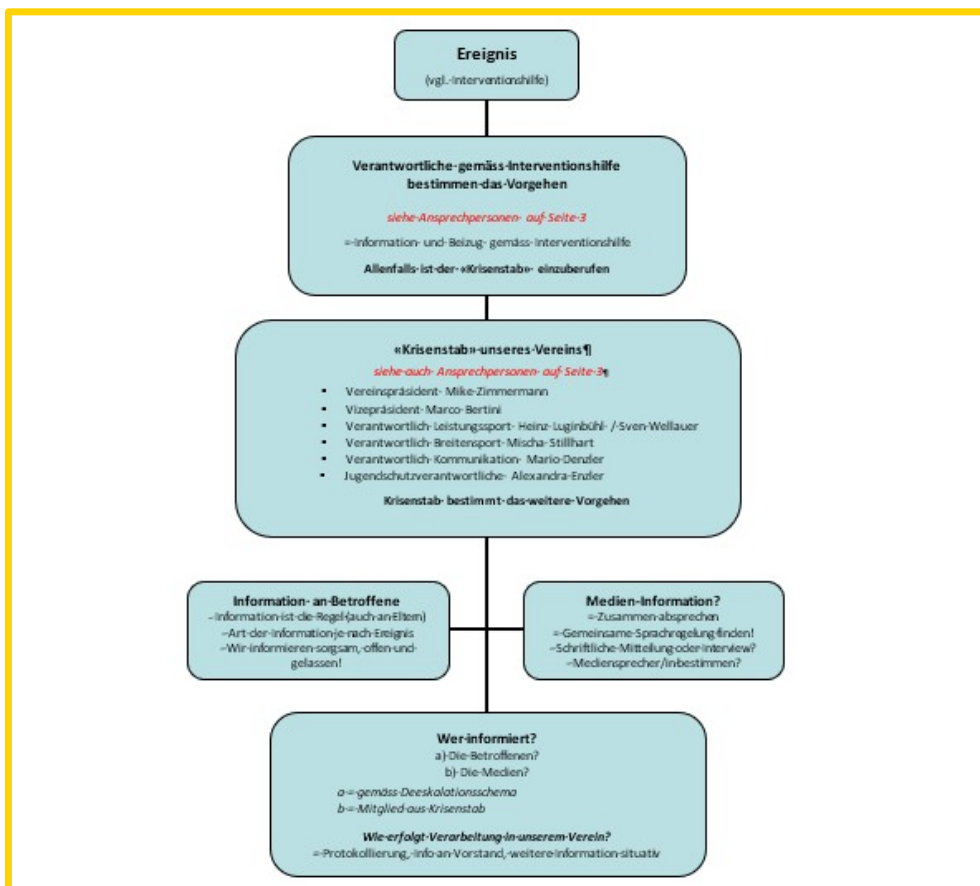 Ereignis
(vgl.-Interventionshilfe)
Verantwortliche-gemäss-Interventionshilfe
bestimmen-das-Vorgehen
siehe-Ansprechpersonen- auf-Seite-3
=-Information- und-Beizug- gemäss-Interventionshilfe
Allenfalls-ist-der-«Krisenstab»- einzuberufen
«Krisenstab»-unseres-Vereins¶
siehe-auch- Ansprechpersonen- auf-Seite-3¶
▪ Vereinspräsident- Mike-Zimmermann
▪ Vizepräsident- Marco-Bertini
▪ Verantwortlich-Leistungssport- Heinz-Luginbühl- /-Sven-Wellauer
▪ Verantwortlich-Breitensport-Mischa-Stillhart
▪ Verantwortlich-Kommunikation- Mario-Denzler
▪ Jugendschutzverantwortliche- Alexandra-Enzler
Krisenstab- bestimmt-das-weitere-Vorgehen
Information- an-Betroffene
–Information-ist-die-Regel-(auch-an-Eltern)
–Art-der-Information-je-nach-Ereignis
–Wir-informieren-sorgsam,-offen-und-
gelassen!
Medien-Information?
=-Zusammen-absprechen
=-Gemeinsame-Sprachregelung-finden!
–Schriftliche-Mitteilung-oder-Interview?
–Mediensprecher/in-bestimmen?
Wer-informiert?
a)-Die-Betroffenen?
b)-Die-Medien?
a-=-gemäss-Deeskalationsschema
b-=-Mitglied-aus-Krisenstab
Wie-erfolgt-Verarbeitung-in-unserem-Verein?
=-Protokollierung,-Info-an-Vorstand,-weitere-Information-situativ